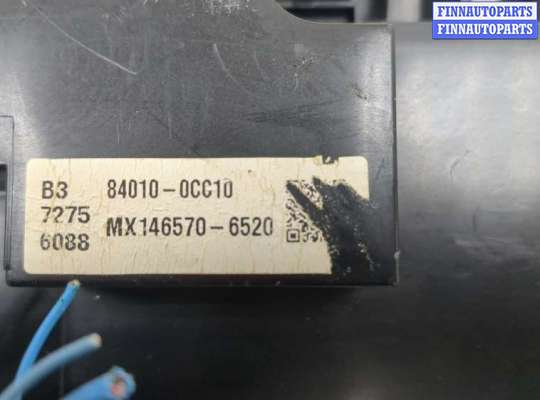 FINNAUTOPARTS
FINNAUTOPARTS
B3 84010-0CC10
7275
6088 MX146570-6520